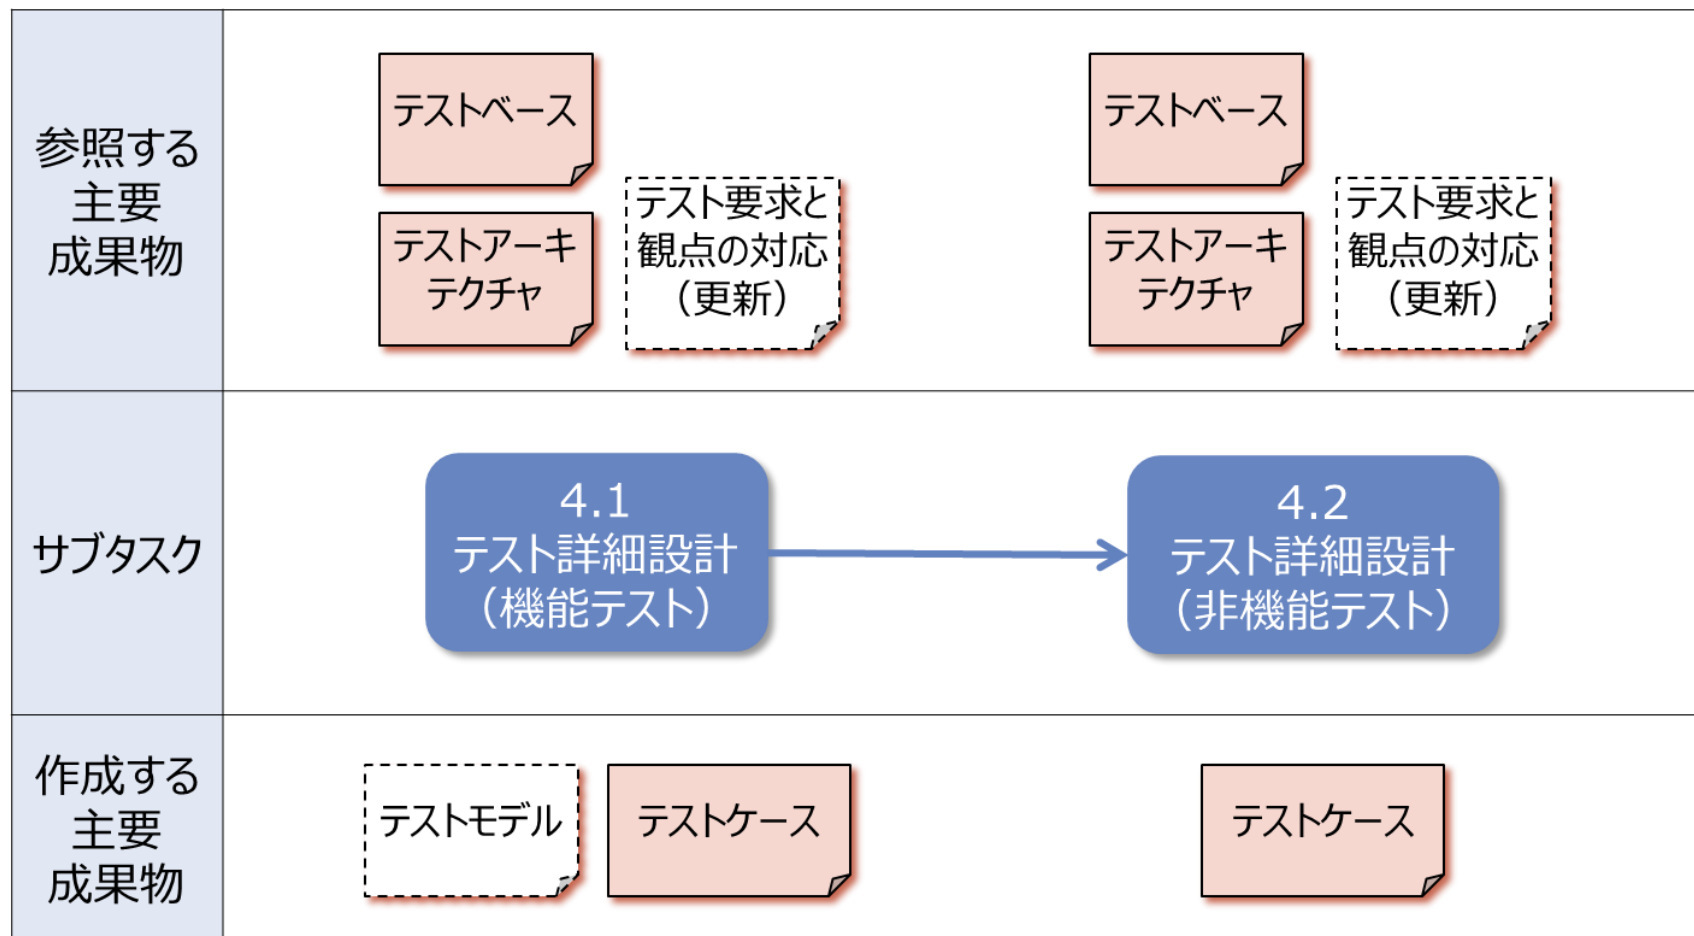 参照する
主要
成果物
テストベース
テストアーキ
テクチャ
テスト要求と
観点の対応
（更新）
テストベース
テストアーキ
テクチャ
テスト要求と
観点の対応
（更新）
サブタスク
4.1
テスト詳細設計
（機能テスト）
4.2
テスト詳細設計
（非機能テスト）
作成する
主要
成果物
テストモデル
テストケース
テストケース